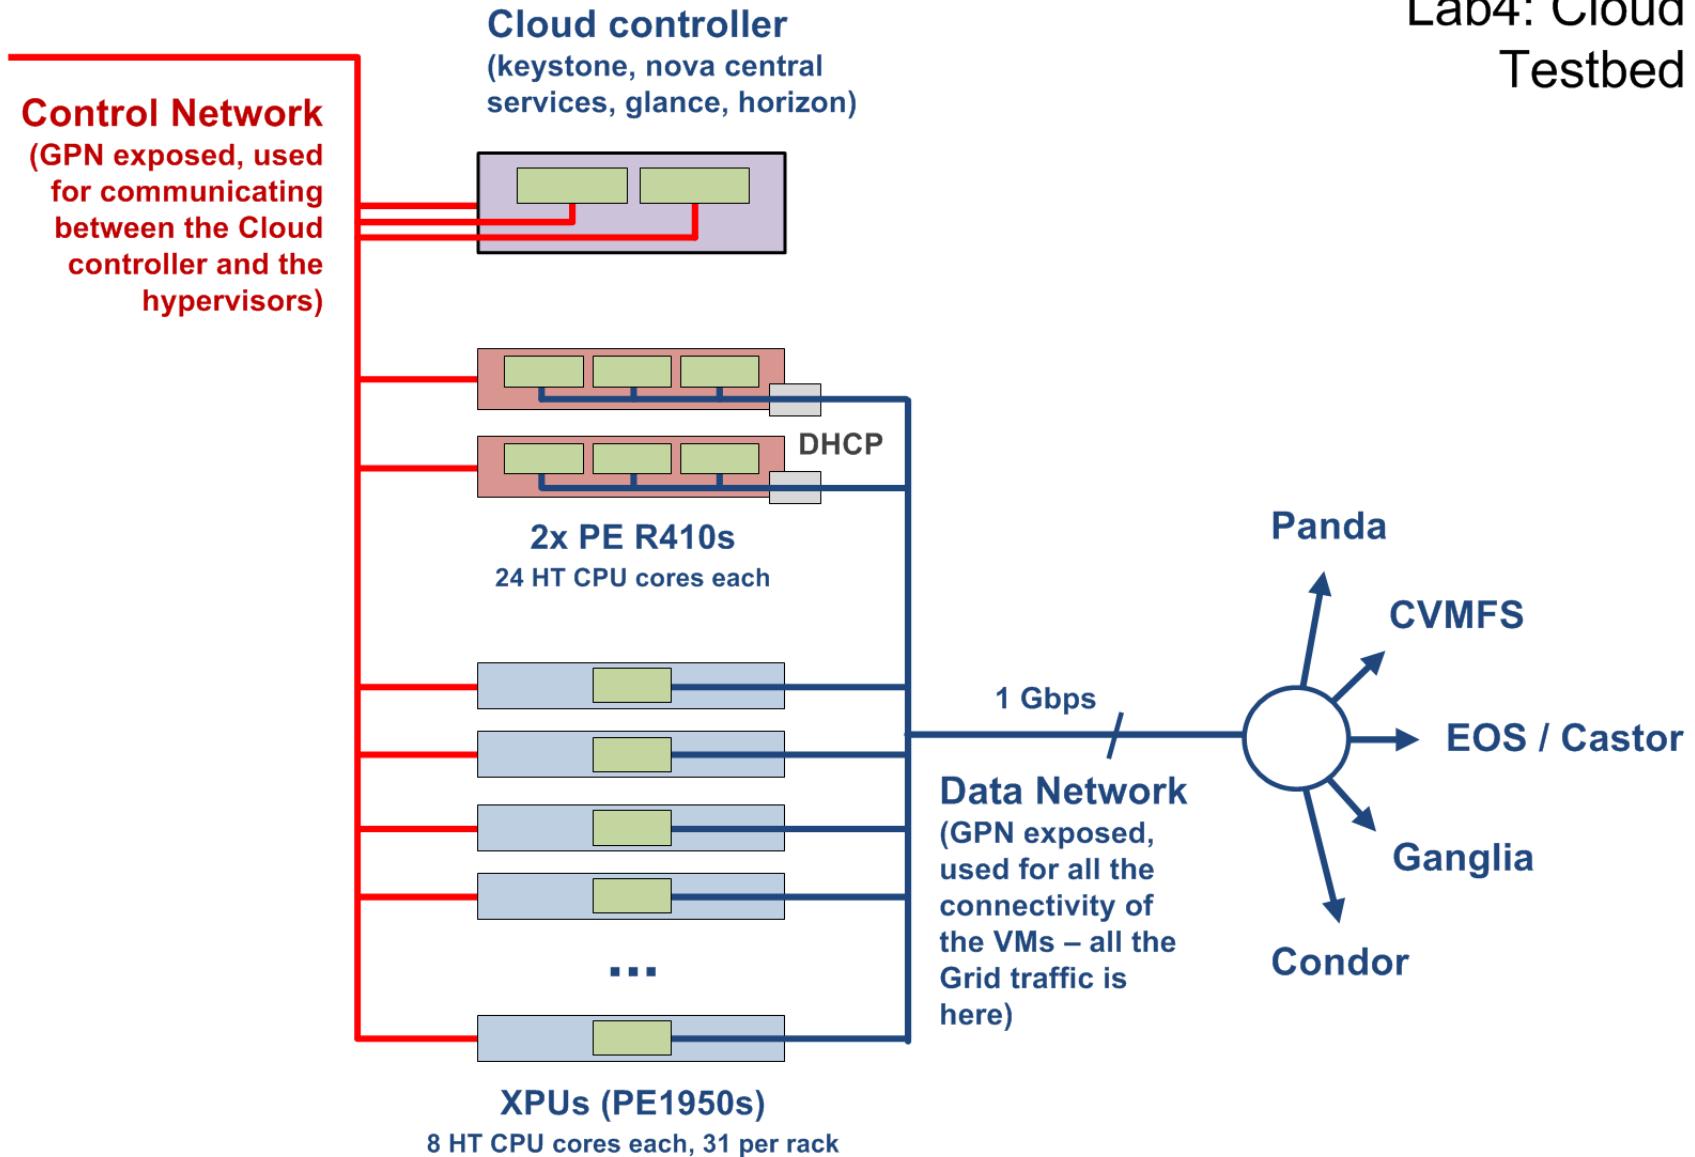 Lab4: Cloud
Testbed
Cloud controller
(keystone, nova central
services, glance, horizon)
Control Network
(GPN exposed, used
for communicating
between the Cloud
controller and the
hypervisors)
DHCP
2x PE R410s
24 HT CPU cores each
Panda
CVMFS
EOS / Castor
Ganglia
Condor
1 Gbps
Data Network
(GPN exposed,
used for all the
connectivity of
the VMs – all the
Grid traffic is
here)
...
XPUs (PE1950s)
8 HT CPU cores each, 31 per rack